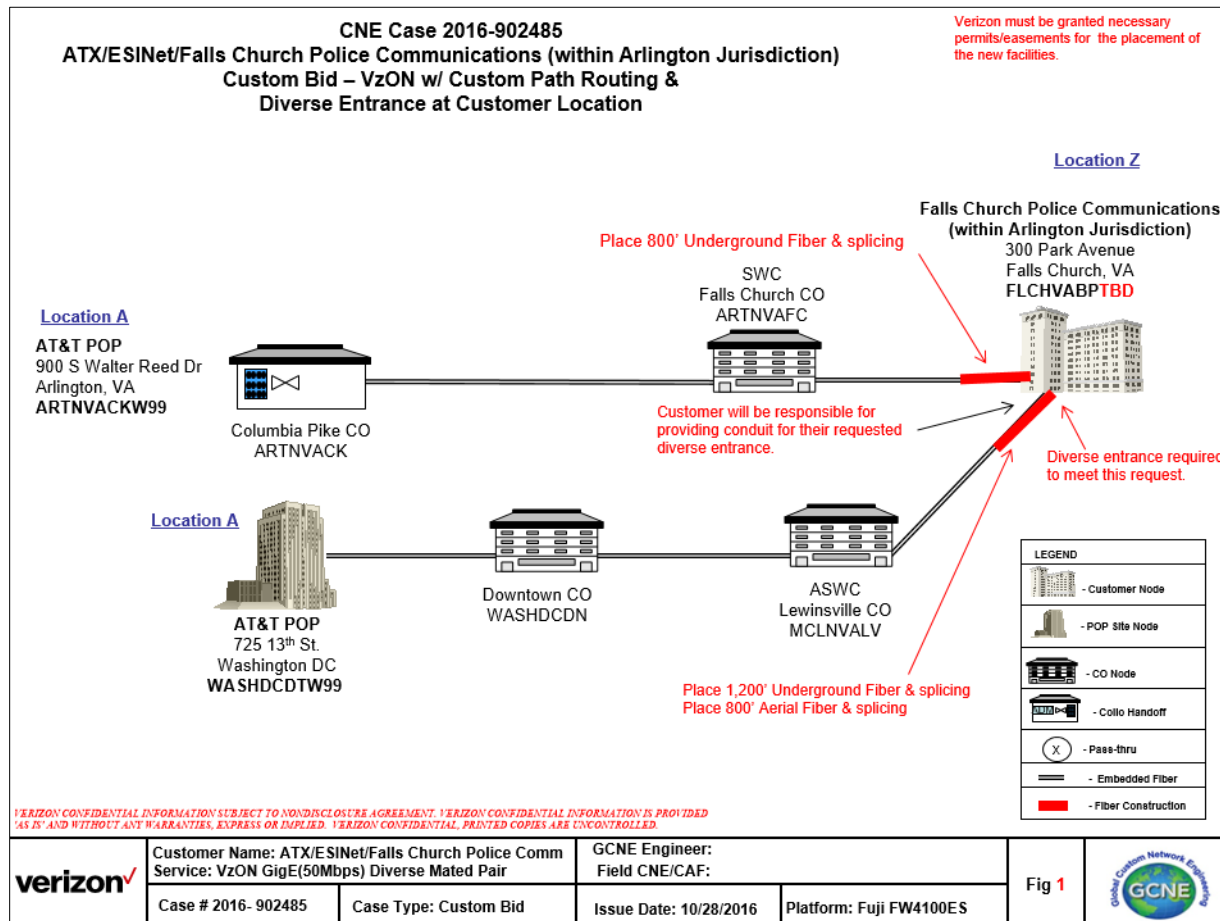 CNE Case 2016-902485
ATX/ESINet/Falls Church Police Communications (within Arlington Jurisdiction)
Custom Bid – VzON w/ Custom Path Routing &
Diverse Entrance at Customer Location
Verizon must be granted necessary
permits/easements for the placement of
the new facilities.
Location Z
Falls Church Police Communications
(within Arlington Jurisdiction)
300 Park Avenue
Falls Church, VA
FLCHVABPTBD
Place 800' Underground Fiber & splicing
SWC
Falls Church CO
ARTNVAFC
Location A
AT&T POP
900 S Walter Reed Dr
Arlington, VA
ARTNVACKW99
Columbia Pike CO
ARTNVACK
Customer will be responsible for
providing conduit for their requested
diverse entrance.
Diverse entrance required
to meet this request.
Location A
AT&T POP
725 13th St.
Washington DC
WASHDCDTW99
Downtown CO
WASHDCDN
ASWC
Lewinsville CO
MCLNVALV
Place 1,200' Underground Fiber & splicing
Place 800' Aerial Fiber & splicing
LEGEND
- Customer Node
- POP Site Node
- CO Node
- Collo Handoff
X - Pass-thru
- Embedded Fiber
- Fiber Construction
VERIZON CONFIDENTIAL INFORMATION SUBJECT TO NONDISCLOSURE AGREEMENT. VERIZON CONFIDENTIAL INFORMATION IS PROVIDED
'AS IS' AND WITHOUT ANY WARRANTIES, EXPRESS OR IMPLIED. VERIZON CONFIDENTIAL, PRINTED COPIES ARE UNCONTROLLED.
verizon
Customer Name: ATX/ESINet/Falls Church Police Comm
Service: VzON GigE(50Mbps) Diverse Mated Pair
GCNE Engineer:
Field CNE/CAF:
Case # 2016- 902485
Case Type: Custom Bid
Issue Date: 10/28/2016
Platform: Fuji FW4100ES
Fig 1
Global Custom Network Engineering
GCNE